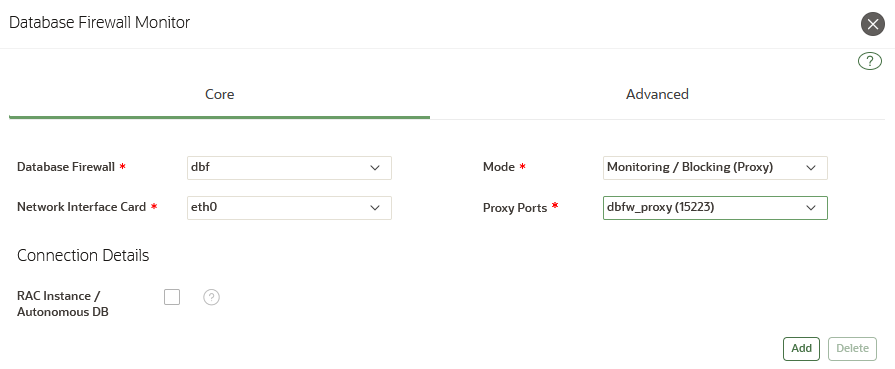 Database Firewall Monitor
?
Core Advanced
Database Firewall * dbf Mode * Monitoring / Blocking (Proxy)
Network Interface Card * eth0 Proxy Ports * dbfw_proxy (15223)
Connection Details
RAC Instance /
Autonomous DB ?
Add Delete